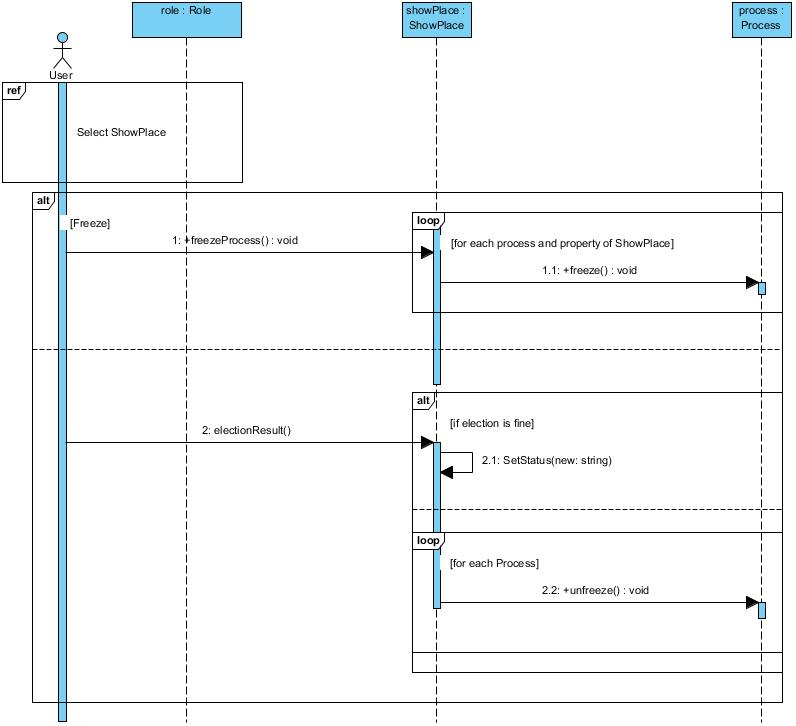 role : Role
showPlace :
ShowPlace
process :
Process
User
ref
Select ShowPlace
alt
[Freeze]
loop
1: +freezeProcess() : void
[for each process and property of ShowPlace]
1.1: +freeze() : void
alt
[if election is fine]
2: electionResult()
2.1: SetStatus(new: string)
loop
[for each Process]
2.2: +unfreeze() : void